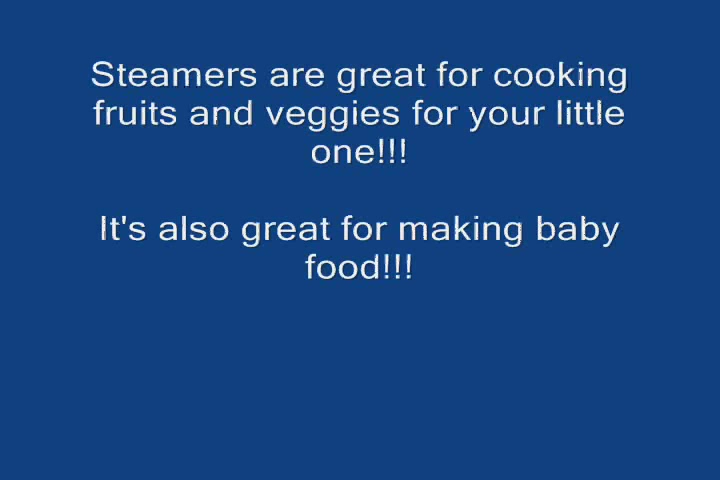 Steamers are great for cooking
fruits and veggies for your little
one!!!
It's also great for making baby
food!!!